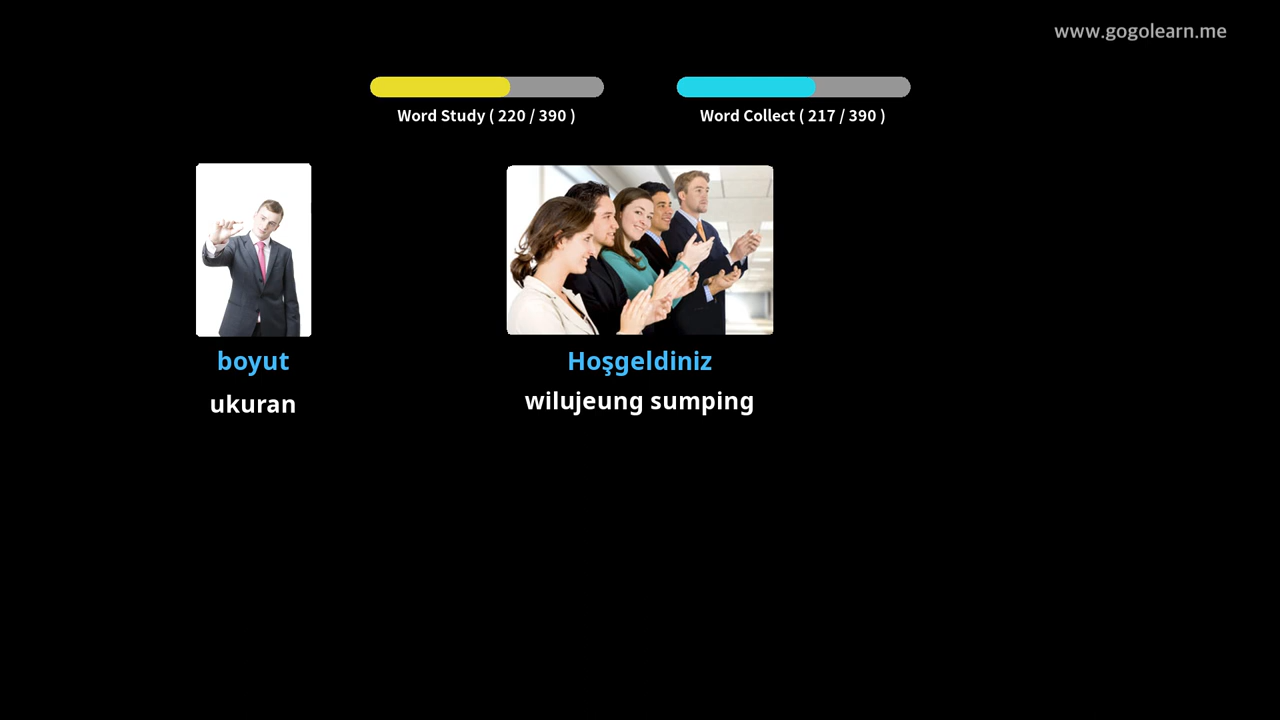 www.gogolearn.me
Word Study ( 220 / 390 )
Word Collect ( 217 / 390 )
boyut
ukuran
Hoşgeldiniz
wilujeung sumping